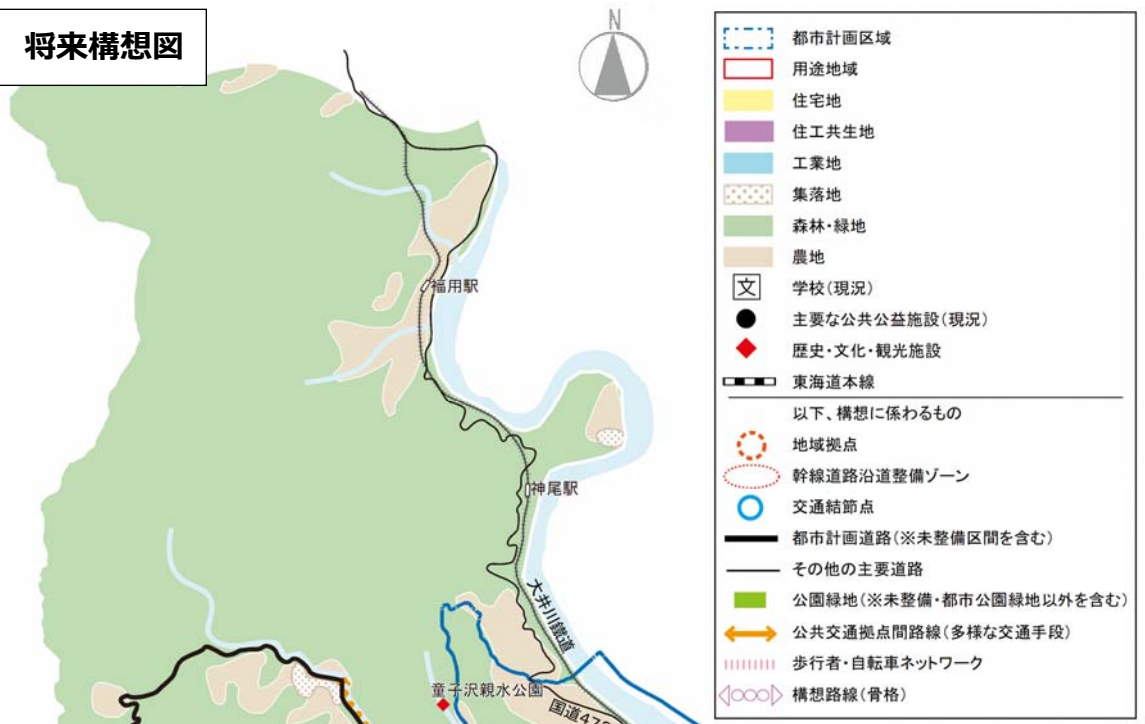 将来構想図
N
福用駅
神尾駅
大井川鐵道
童子沢親水公園
国道473
都市計画区域
用途地域
住宅地
住工共生地
工業地
集落地
森林・緑地
農地
文 学校(現況)
主要な公共公益施設(現況)
歴史・文化・観光施設
東海道本線
以下、構想に係わるもの
地域拠点
幹線道路沿道整備ゾーン
交通結節点
都市計画道路(※未整備区間を含む)
その他の主要道路
公園緑地(※未整備・都市公園緑地以外を含む)
公共交通拠点間路線(多様な交通手段)
歩行者・自転車ネットワーク
構想路線(骨格)